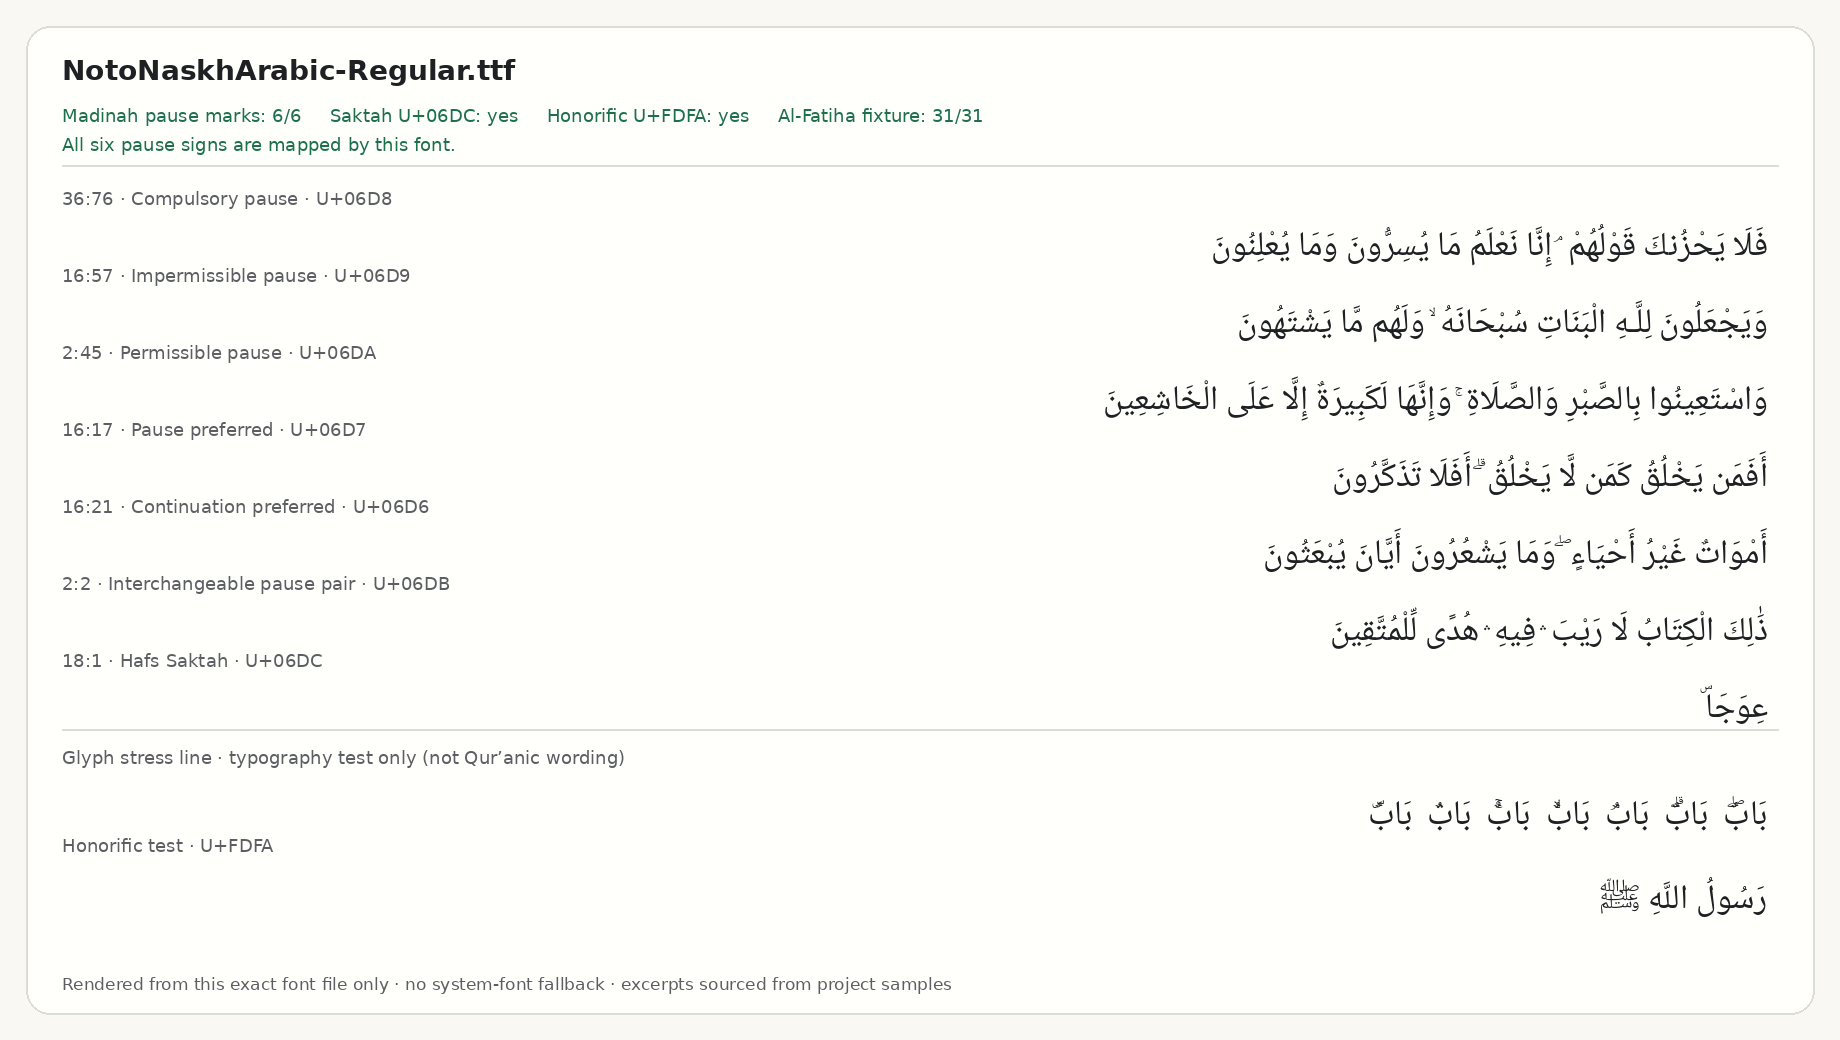 NotoNaskhArabic-Regular.ttf
Madinah pause marks: 6/6 Saktah U+06DC: yes Honorific U+FDFA: yes Al-Fatiha fixture: 31/31
All six pause signs are mapped by this font.
36:76 · Compulsory pause · U+06D8
فَلَا يَحْزُنكَ قَوْلُهُمْ ۘ إِنَّا نَعْلَمُ مَا يُسِرُّونَ وَمَا يُعْلِنُونَ
16:57 · Impermissible pause · U+06D9
وَيَجْعَلُونَ لِلَّـهِ الْبَنَاتِ سُبْحَانَهُ ۙ وَلَهُم مَّا يَشْتَهُونَ
2:45 · Permissible pause · U+06DA
وَاسْتَعِينُوا بِالصَّبْرِ وَالصَّلَاةِ ۚ وَإِنَّهَا لَكَبِيرَةٌ إِلَّا عَلَى الْخَاشِعِينَ
16:17 · Pause preferred · U+06D7
أَفَمَن يَخْلُقُ كَمَن لَّا يَخْلُقُ ۗ أَفَلَا تَذَكَّرُونَ
16:21 · Continuation preferred · U+06D6
أَمْوَاتٌ غَيْرُ أَحْيَاءٍ ۖ وَمَا يَشْعُرُونَ أَيَّانَ يُبْعَثُونَ
2:2 · Interchangeable pause pair · U+06DB
ذَٰلِكَ الْكِتَابُ لَا رَيْبَ ۛ فِيهِ ۛ هُدًى لِّلْمُتَّقِينَ
18:1 · Hafs Saktah · U+06DC
عِوَجَاۜ
Glyph stress line · typography test only (not Qur’anic wording)
بَابٌۖ بَابٌۗ بَابٌۘ بَابٌۙ بَابٌۚ بَابٌۛ بَابٌۜ
Honorific test · U+FDFA
رَسُولُ اللَّهِ ﷺ
Rendered from this exact font file only · no system-font fallback · excerpts sourced from project samples